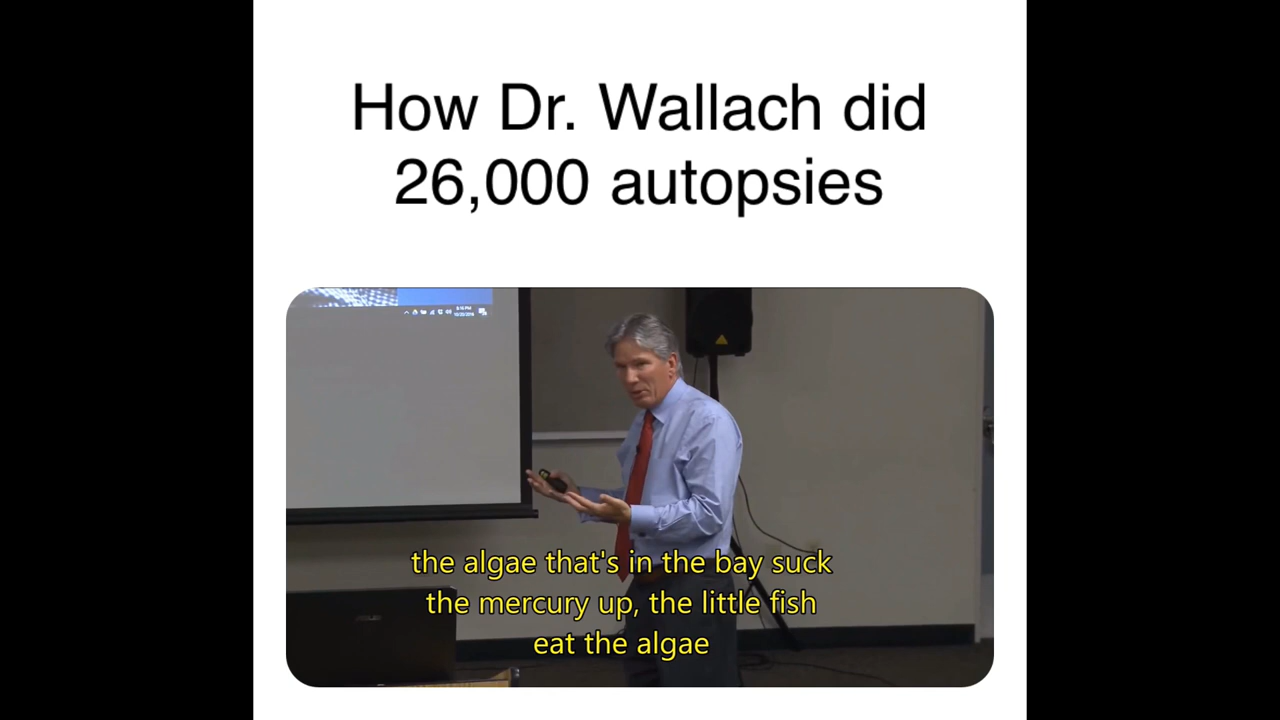 How Dr. Wallach did
26,000 autopsies
the algae that's in the bay suck
the mercury up, the little fish
eat the algae